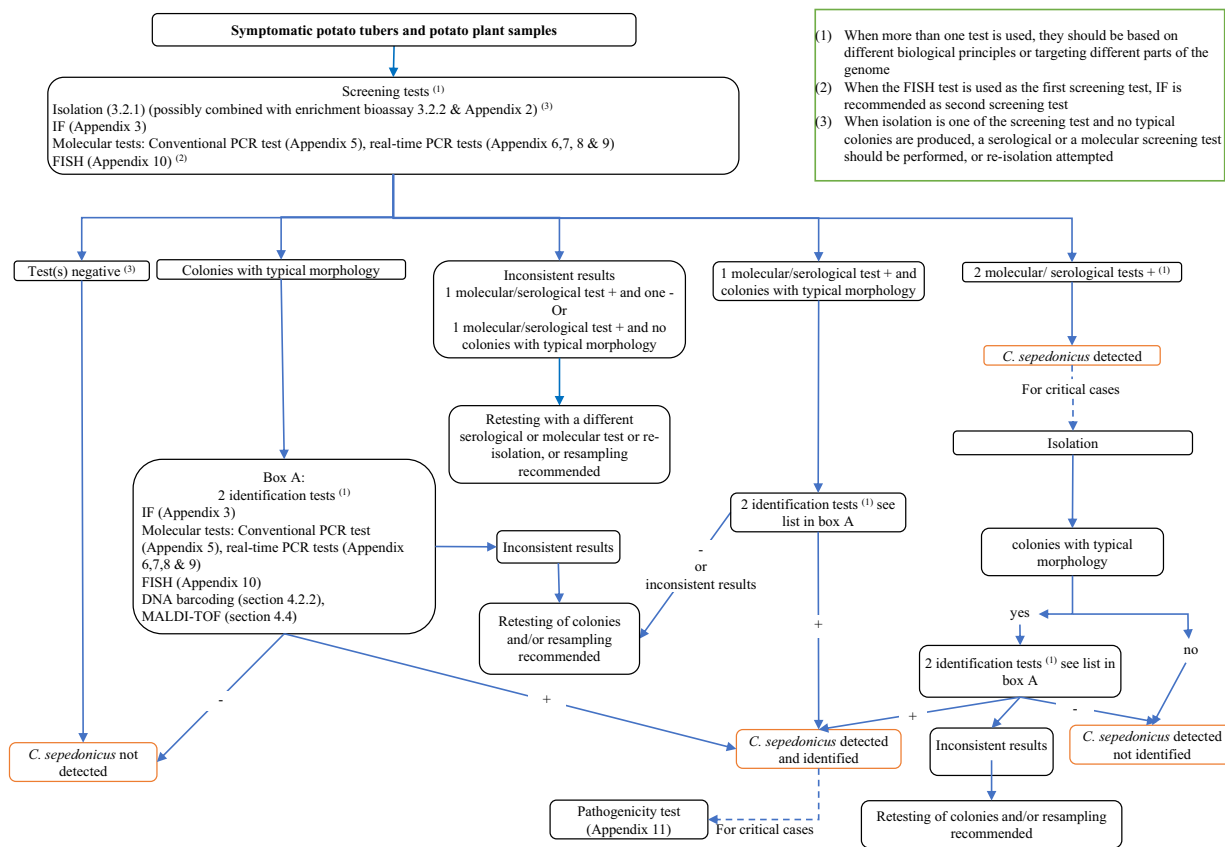 Symptomatic potato tubers and potato plant samples
(1) When more than one test is used, they should be based on
different biological principles or targeting different parts of the
genome
(2) When the FISH test is used as the first screening test, IF is
recommended as second screening test
(3) When isolation is one of the screening test and no typical
colonies are produced, a serological or a molecular screening test
should be performed, or re-isolation attempted
Screening tests (1)
Isolation (3.2.1) (possibly combined with enrichment bioassay 3.2.2 & Appendix 2) (3)
IF (Appendix 3)
Molecular tests: Conventional PCR test (Appendix 5), real-time PCR tests (Appendix 6,7, 8 & 9)
FISH (Appendix 10) (2)
Test(s) negative (3)
Colonies with typical morphology
Inconsistent results
1 molecular/serological test + and one -
Or
1 molecular/serological test + and no
colonies with typical morphology
1 molecular/serological test + and
colonies with typical morphology
2 molecular/ serological tests + (1)
C. sepedonicus detected
For critical cases
Isolation
Retesting with a different
serological or molecular test or re-
isolation, or resampling
recommended
Box A:
2 identification tests (1)
IF (Appendix 3)
Molecular tests: Conventional PCR test
(Appendix 5), real-time PCR tests (Appendix
6,7,8 & 9)
FISH (Appendix 10)
DNA barcoding (section 4.2.2),
MALDI-TOF (section 4.4)
2 identification tests (1) see
list in box A
Inconsistent results
-
or
inconsistent results
colonies with typical
morphology
Retesting of colonies
and/or resampling
recommended
+
yes
no
2 identification tests (1) see list in
box A
-
+
+
-
C. sepedonicus not
detected
C. sepedonicus detected
and identified
Inconsistent results
C. sepedonicus detected
not identified
Pathogenicity test
(Appendix 11)
For critical cases
Retesting of colonies and/or resampling
recommended